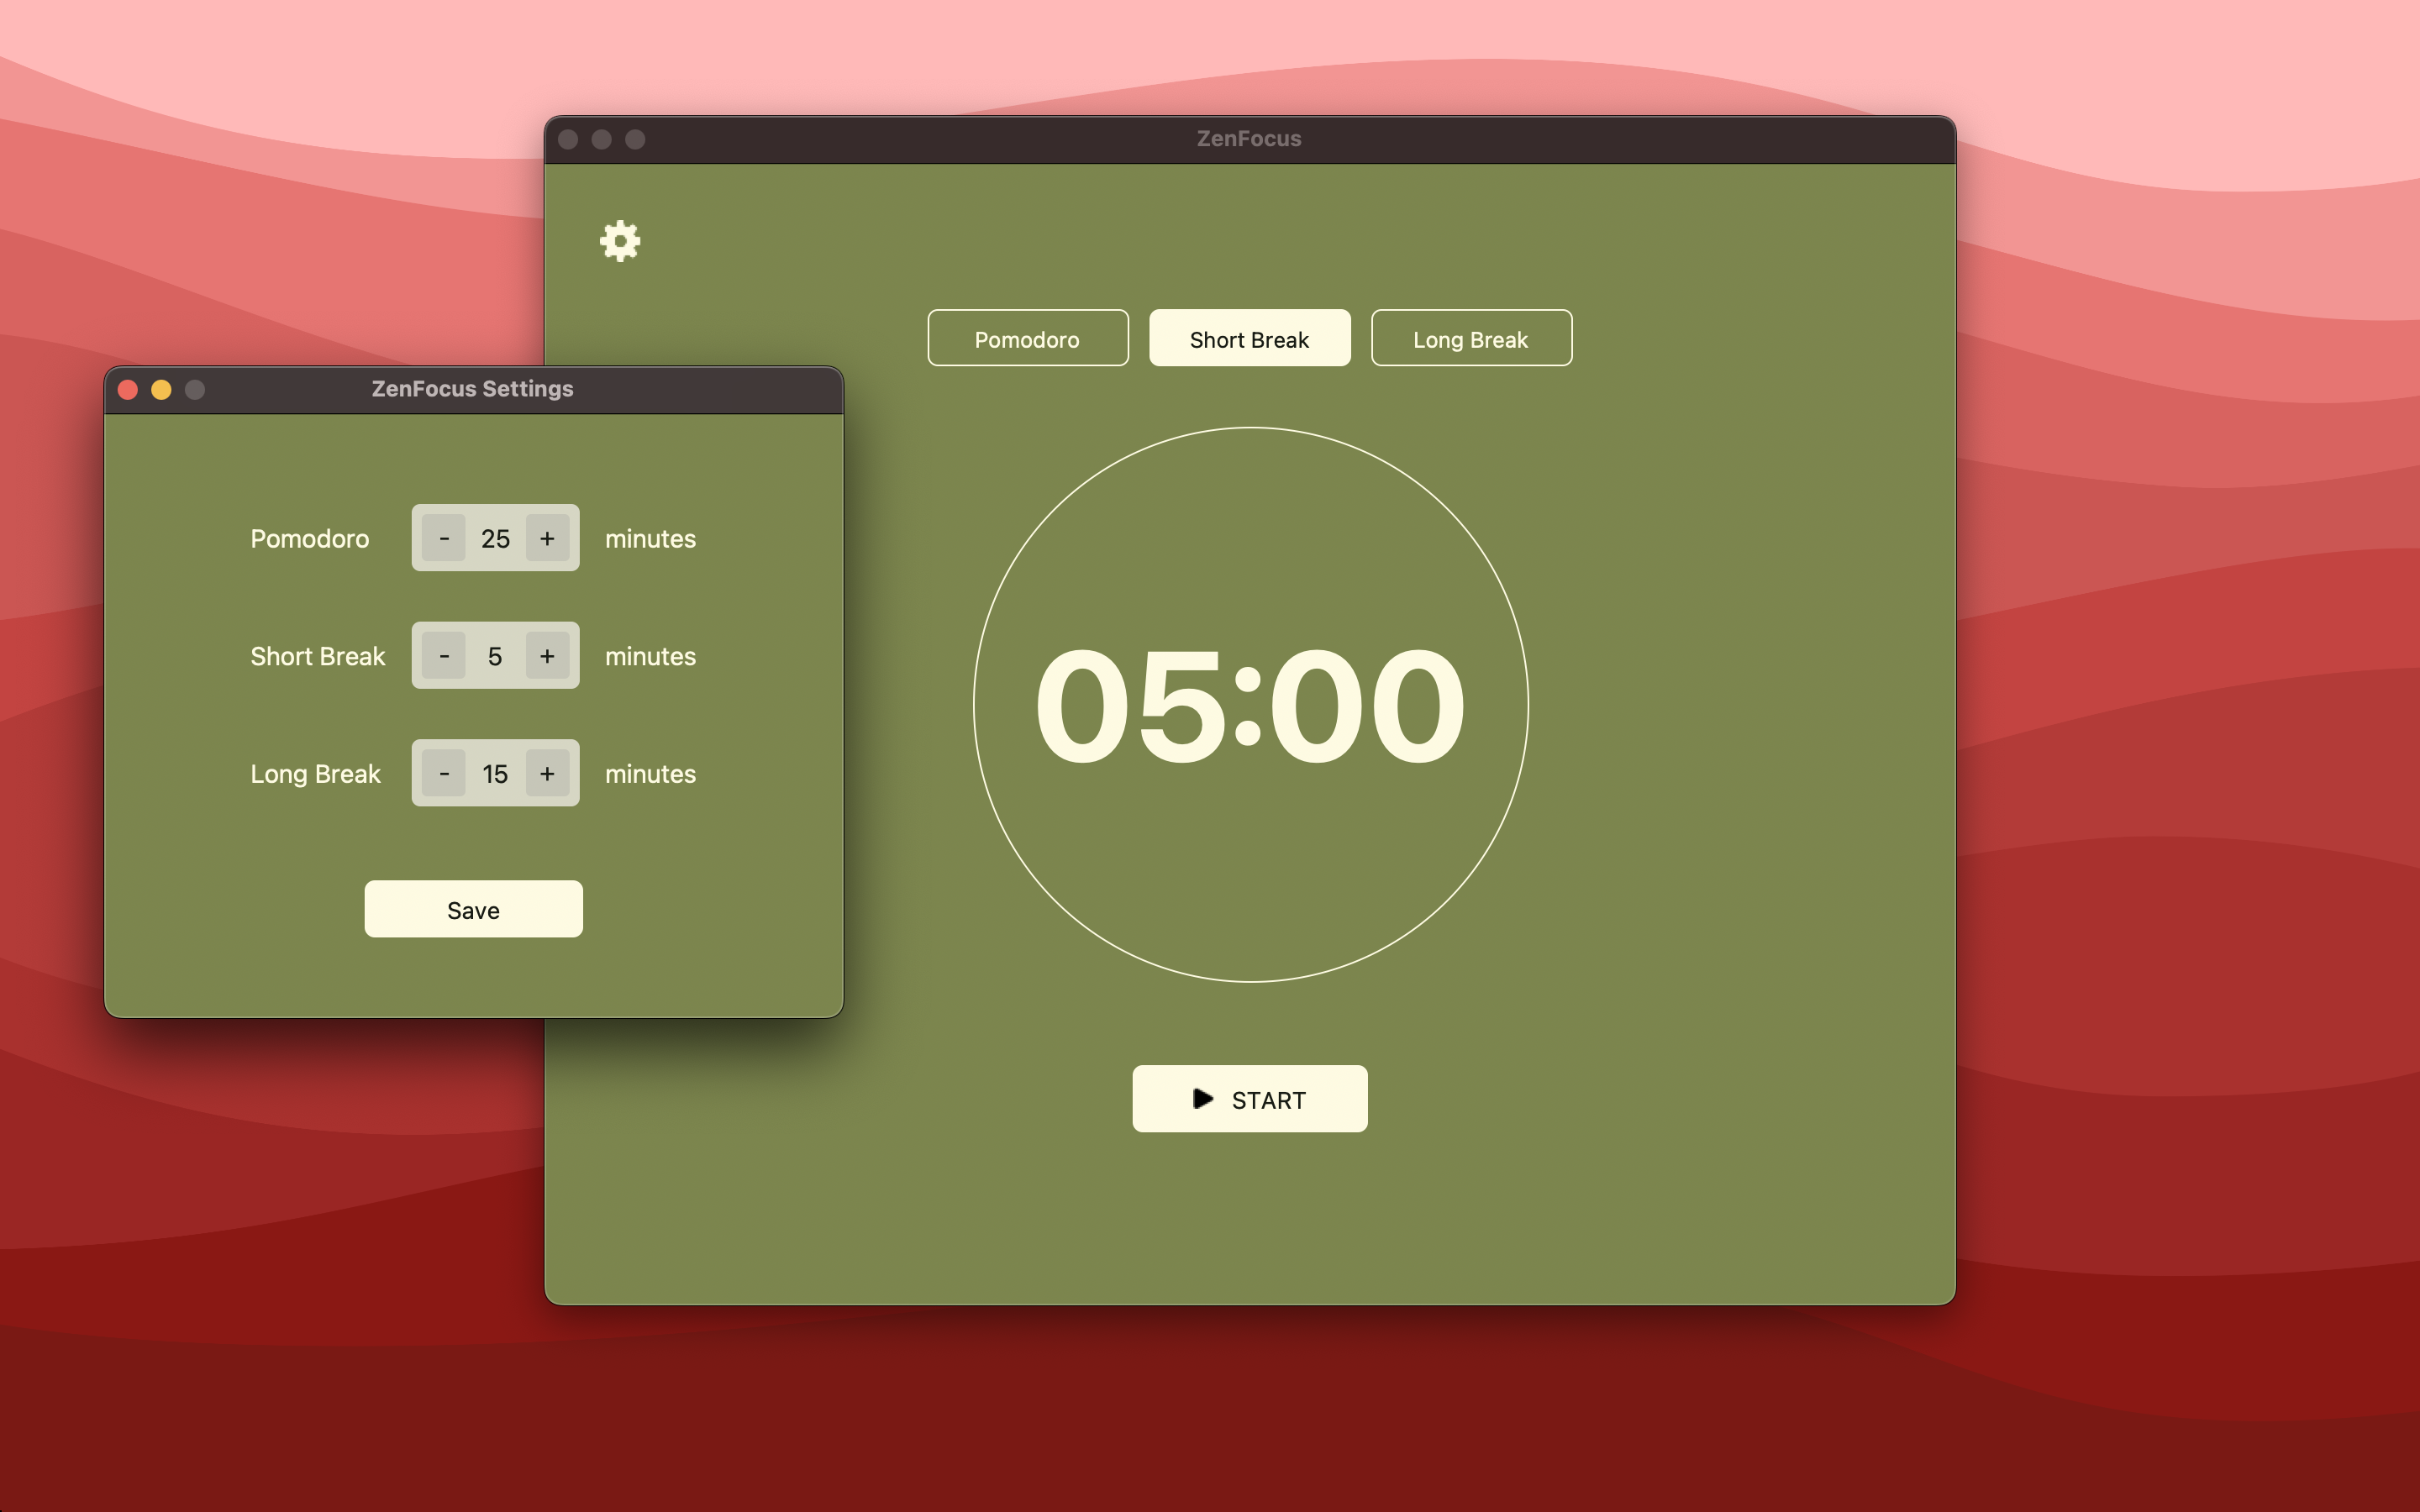 ZenFocus
Pomodoro
Short Break
Long Break
05:00
START
ZenFocus Settings
Pomodoro - 25 + minutes
Short Break - 5 + minutes
Long Break - 15 + minutes
Save